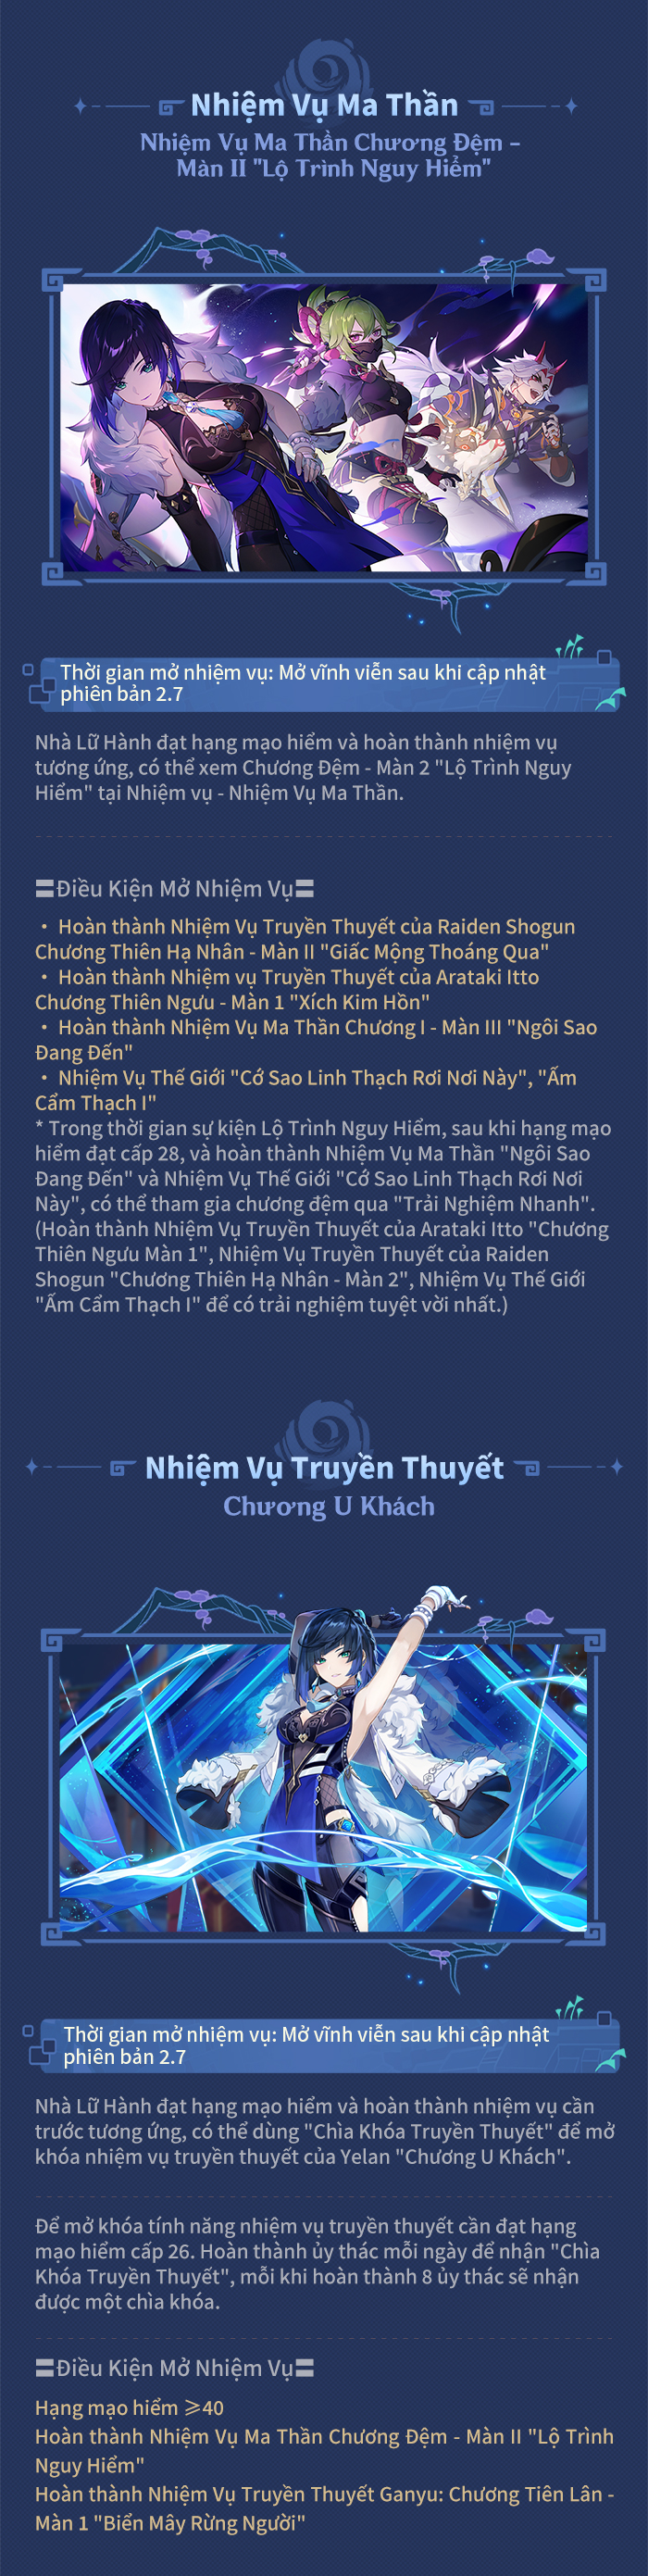 Nhiệm Vụ Ma Thần
Nhiệm Vụ Ma Thần Chương Đệm -
Màn II "Lộ Trình Nguy Hiểm"
Thời gian mở nhiệm vụ: Mở vĩnh viễn sau khi cập nhật
phiên bản 2.7
Nhà Lữ Hành đạt hạng mạo hiểm và hoàn thành nhiệm vụ
tương ứng, có thể xem Chương Đệm - Màn 2 "Lộ Trình Nguy
Hiểm" tại Nhiệm vụ - Nhiệm Vụ Ma Thần.
〓Điều Kiện Mở Nhiệm Vụ〓
• Hoàn thành Nhiệm Vụ Truyền Thuyết của Raiden Shogun
Chương Thiên Hạ Nhân - Màn II "Giấc Mộng Thoáng Qua"
• Hoàn thành Nhiệm vụ Truyền Thuyết của Arataki Itto
Chương Thiên Ngưu - Màn 1 "Xích Kim Hồn"
• Hoàn thành Nhiệm Vụ Ma Thần Chương I - Màn III "Ngôi Sao
Đang Đến"
• Nhiệm Vụ Thế Giới "Cớ Sao Linh Thạch Rơi Nơi Này", "Ấm
Cẩm Thạch I"
* Trong thời gian sự kiện Lộ Trình Nguy Hiểm, sau khi hạng mạo
hiểm đạt cấp 28, và hoàn thành Nhiệm Vụ Ma Thần "Ngôi Sao
Đang Đến" và Nhiệm Vụ Thế Giới "Cớ Sao Linh Thạch Rơi Nơi
Này", có thể tham gia chương đệm qua "Trải Nghiệm Nhanh".
(Hoàn thành Nhiệm Vụ Truyền Thuyết của Arataki Itto "Chương
Thiên Ngưu Màn 1", Nhiệm Vụ Truyền Thuyết của Raiden
Shogun "Chương Thiên Hạ Nhân - Màn 2", Nhiệm Vụ Thế Giới
"Ấm Cẩm Thạch I" để có trải nghiệm tuyệt vời nhất.)
Nhiệm Vụ Truyền Thuyết
Chương U Khách
Thời gian mở nhiệm vụ: Mở vĩnh viễn sau khi cập nhật
phiên bản 2.7
Nhà Lữ Hành đạt hạng mạo hiểm và hoàn thành nhiệm vụ cần
trước tương ứng, có thể dùng "Chìa Khóa Truyền Thuyết" để mở
khóa nhiệm vụ truyền thuyết của Yelan "Chương U Khách".
Để mở khóa tính năng nhiệm vụ truyền thuyết cần đạt hạng
mạo hiểm cấp 26. Hoàn thành ủy thác mỗi ngày để nhận "Chìa
Khóa Truyền Thuyết", mỗi khi hoàn thành 8 ủy thác sẽ nhận
được một chìa khóa.
〓Điều Kiện Mở Nhiệm Vụ〓
Hạng mạo hiểm ≥40
Hoàn thành Nhiệm Vụ Ma Thần Chương Đệm - Màn II "Lộ Trình
Nguy Hiểm"
Hoàn thành Nhiệm Vụ Truyền Thuyết Ganyu: Chương Tiên Lân -
Màn 1 "Biển Mây Rừng Người"